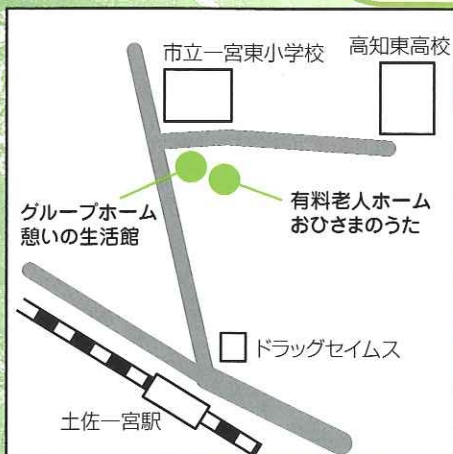 市立一宮東小学校
高知東高校
グループホーム
憩いの生活館
有料老人ホーム
おひさまのうた
ドラッグセイムス
土佐一宮駅